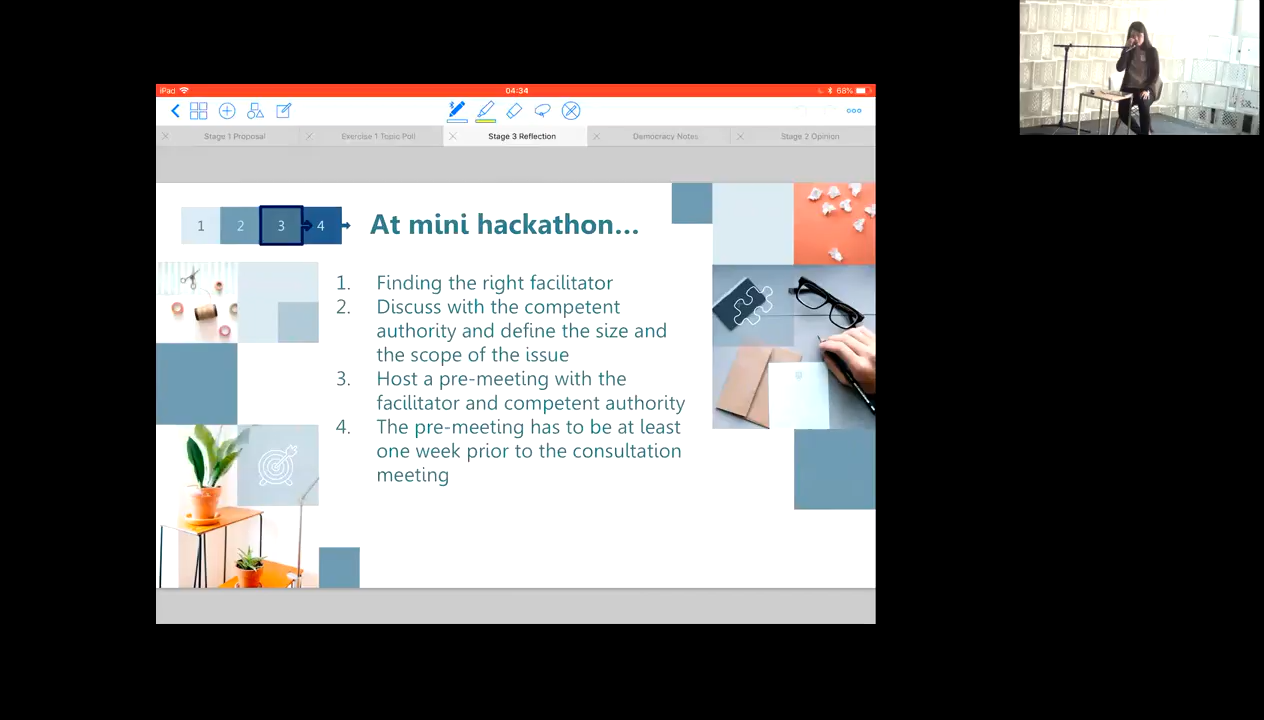 iPad
04:34
68%
Stage 1 Proposal
Exercise 1 Topic Poll
Stage 3 Reflection
Democracy Notes
Stage 2 Opinion
1 2 3 4
At mini hackathon...
1. Finding the right facilitator
2. Discuss with the competent
authority and define the size and
the scope of the issue
3. Host a pre-meeting with the
facilitator and competent authority
4. The pre-meeting has to be at least
one week prior to the consultation
meeting